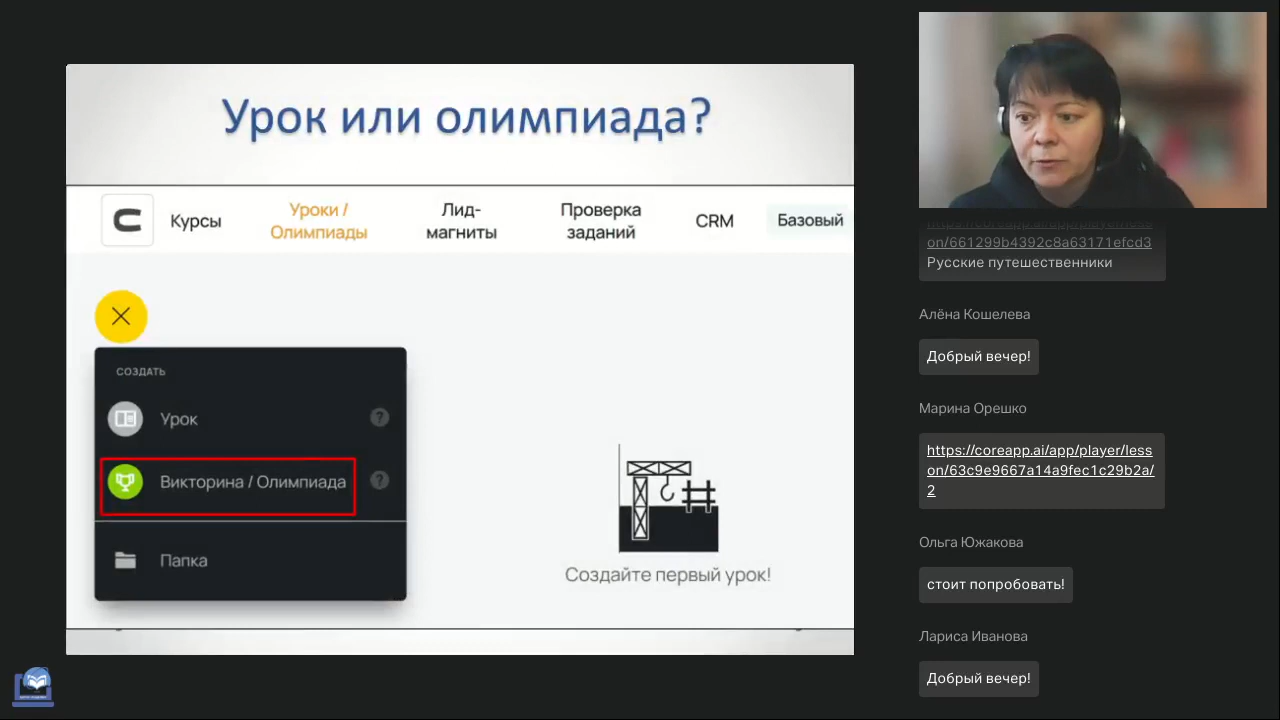 Урок или олимпиада?
Курсы
Уроки /
Олимпиады
Лид-
магниты
Проверка
заданий
CRM
Базовый
СОЗДАТЬ
Урок
?
Викторина / Олимпиада
?
Папка
Создайте первый урок!
on/661299b4392c8a63171efcd3
Русские путешественники
Алёна Кошелева
Добрый вечер!
Марина Орешко
https://coreapp.ai/app/player/less
on/63c9e9667a14a9fec1c29b2a/
2
Ольга Южакова
стоит попробовать!
Лариса Иванова
Добрый вечер!